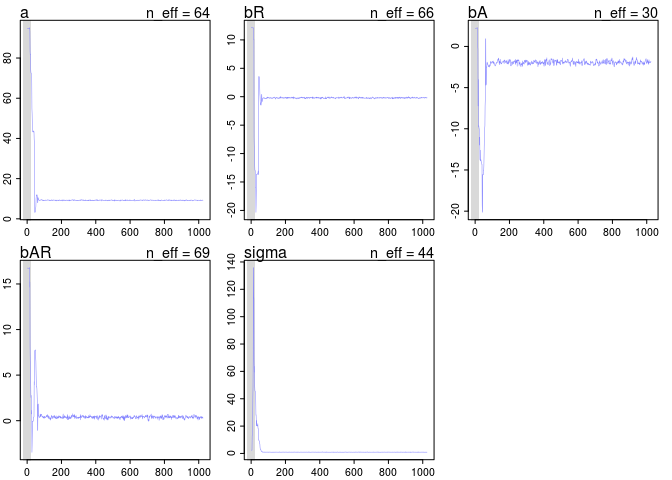 a n_eff = 64
0 20 40 60 80
0 200 400 600 800 1000
bR n_eff = 66
-20 -15 -10 -5 0 5 10
0 200 400 600 800 1000
bA n_eff = 30
-20 -15 -10 -5 0
0 200 400 600 800 1000
bAR n_eff = 69
0 5 10 15
0 200 400 600 800 1000
sigma n_eff = 44
0 20 40 60 80 100 120 140
0 200 400 600 800 1000